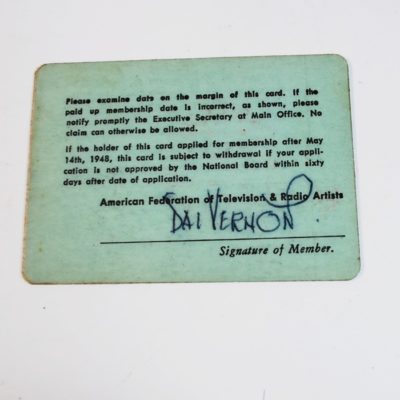 Please examine date on the margin of this card. If the
paid up membership date is incorrect, as shown, please
notify promptly the Executive Secretary at Main Office. No
claim can otherwise be allowed.
If the holder of this card applied for membership after May
14th, 1948, this card is subject to withdrawal if your appli-
cation is not approved by the National Board within sixty
days after date of application.
American Federation of Television & Radio Artists
DAI VERNON
Signature of Member.